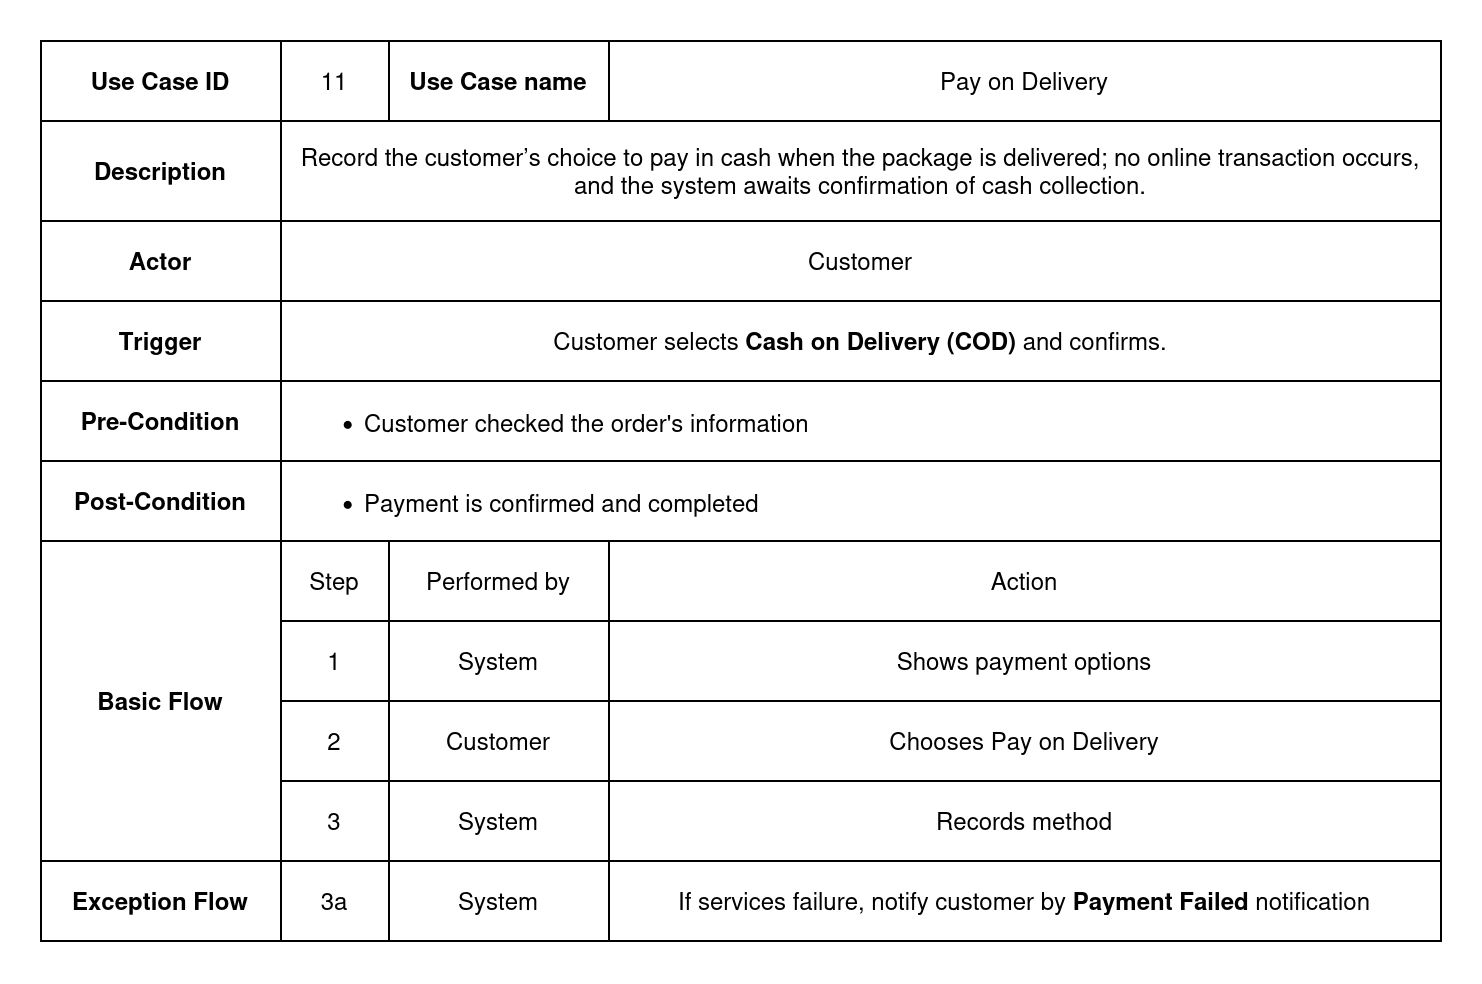 Use Case ID 11 Use Case name Pay on Delivery
Description Record the customer’s choice to pay in cash when the package is delivered; no online transaction occurs,
and the system awaits confirmation of cash collection.
Actor Customer
Trigger Customer selects Cash on Delivery (COD) and confirms.
Pre-Condition • Customer checked the order's information
Post-Condition • Payment is confirmed and completed
Basic Flow Step Performed by Action
1 System Shows payment options
2 Customer Chooses Pay on Delivery
3 System Records method
Exception Flow 3a System If services failure, notify customer by Payment Failed notification